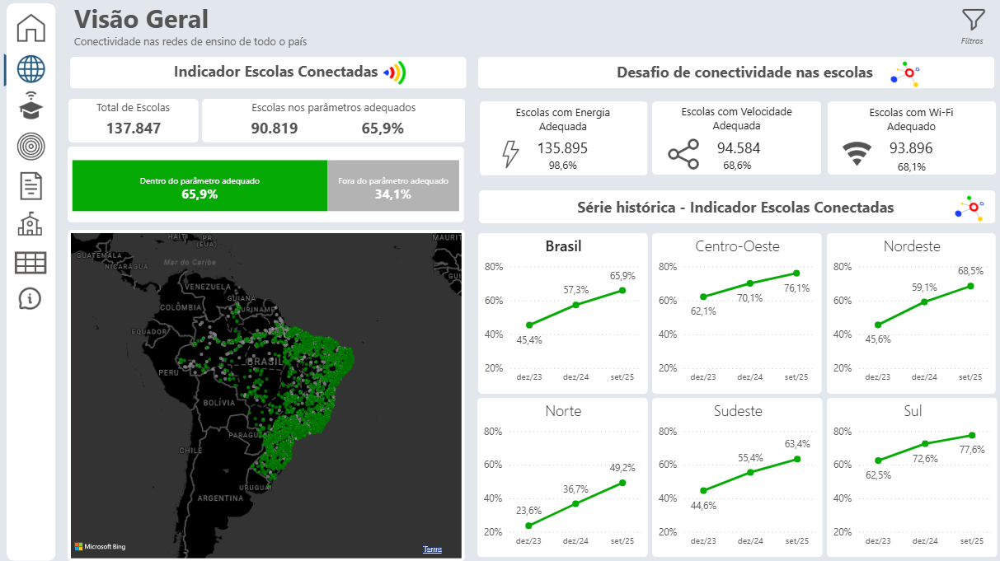 Visão Geral
Conectividade nas redes de ensino de todo o país
Filtros
Indicador Escolas Conectadas
Total de Escolas
137.847
Escolas nos parâmetros adequados
90.819 65,9%
Dentro do parâmetro adequado
65,9%
Fora do parâmetro adequado
34,1%
HAITI
PR
(EUA)
MAURIT
GUATEMALA
NICARÁGUA
Mar do Caribe
GUI
VENEZUELA
GUIANA
COLÔMBIA
SURINAME
EQUADOR
BRASIL
PERU
BOLÍVIA
PARAGU
CHILE
URUGUAI
ARGENTINA
Microsoft Bing
Terms
Desafio de conectividade nas escolas
Escolas com Energia
Adequada
135.895
98,6%
Escolas com Velocidade
Adequada
94.584
68,6%
Escolas com Wi-Fi
Adequado
93.896
68,1%
Série histórica - Indicador Escolas Conectadas
Brasil
80%
60%
40%
20%
45,4%
57,3%
65,9%
dez/23 dez/24 set/25
Centro-Oeste
80%
60%
40%
20%
62,1%
70,1%
76,1%
dez/23 dez/24 set/25
Nordeste
80%
60%
40%
20%
45,6%
59,1%
68,5%
dez/23 dez/24 set/25
Norte
80%
60%
40%
20%
23,6%
36,7%
49,2%
dez/23 dez/24 set/25
Sudeste
80%
60%
40%
20%
44,6%
55,4%
63,4%
dez/23 dez/24 set/25
Sul
80%
60%
40%
20%
62,5%
72,6%
77,6%
dez/23 dez/24 set/25